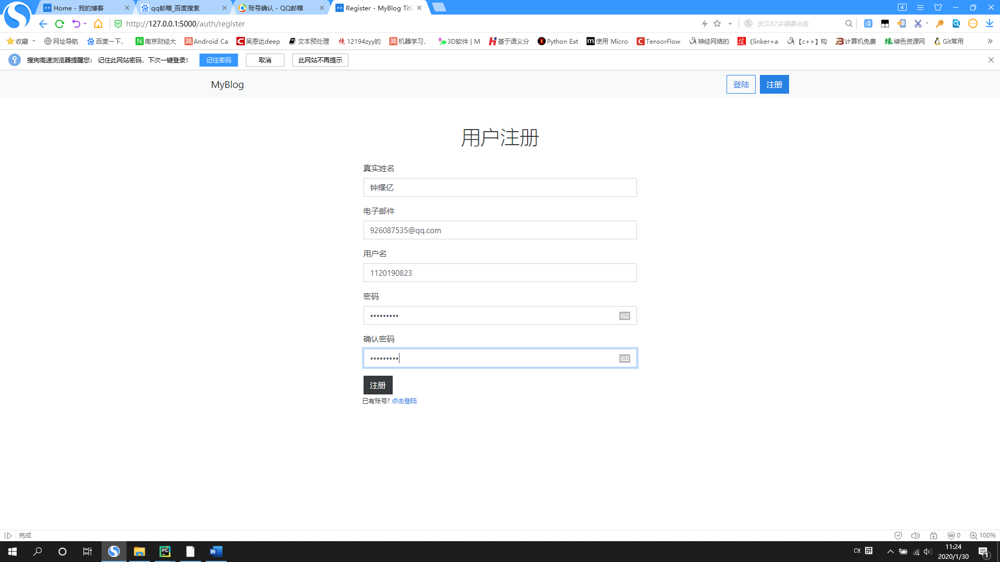 Home - 我的博客
qq邮箱_百度搜索
账号确认 - QQ邮箱
Register - MyBlog Titl
4
http://127.0.0.1:5000/auth/register
武汉87岁婆婆治愈
译
收藏
网址导航
百度一下,
N 南京财经大
简 Android Ca
C 吴恩达deep
文本预处理
12194zyy的
简 机器学习,
3D软件 | M
H 基于语义分
Python Ext
m 使用 Micro
C TensorFlow
神经网络的
投 《linker+a
【c++】构
计算机免费
绿色资源网
Git常用
»
搜狗高速浏览器提醒您： 记住此网站密码，下次一键登录！
记住密码
取消
此网站不再提示
MyBlog
登陆
注册
用户注册
真实姓名
钟耀亿
电子邮件
926087535@qq.com
用户名
1120190823
密码
•••••••••
确认密码
•••••••••
注册
已有账号? 点击登陆
完成
0
100%
CH 拼
11:24
2020/1/30
1